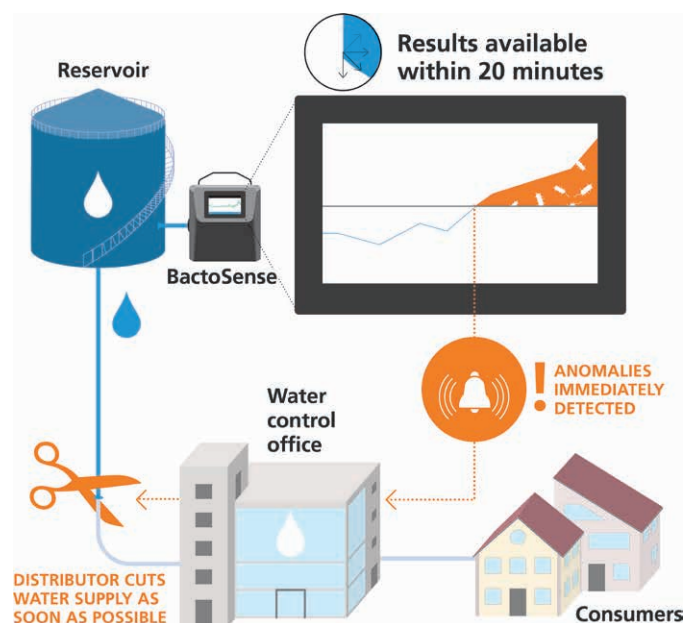 Results available
within 20 minutes
Reservoir
BactoSense
ANOMALIES
IMMEDIATELY
DETECTED
Water
control
office
DISTRIBUTOR CUTS
WATER SUPPLY AS
SOON AS POSSIBLE
Consumers